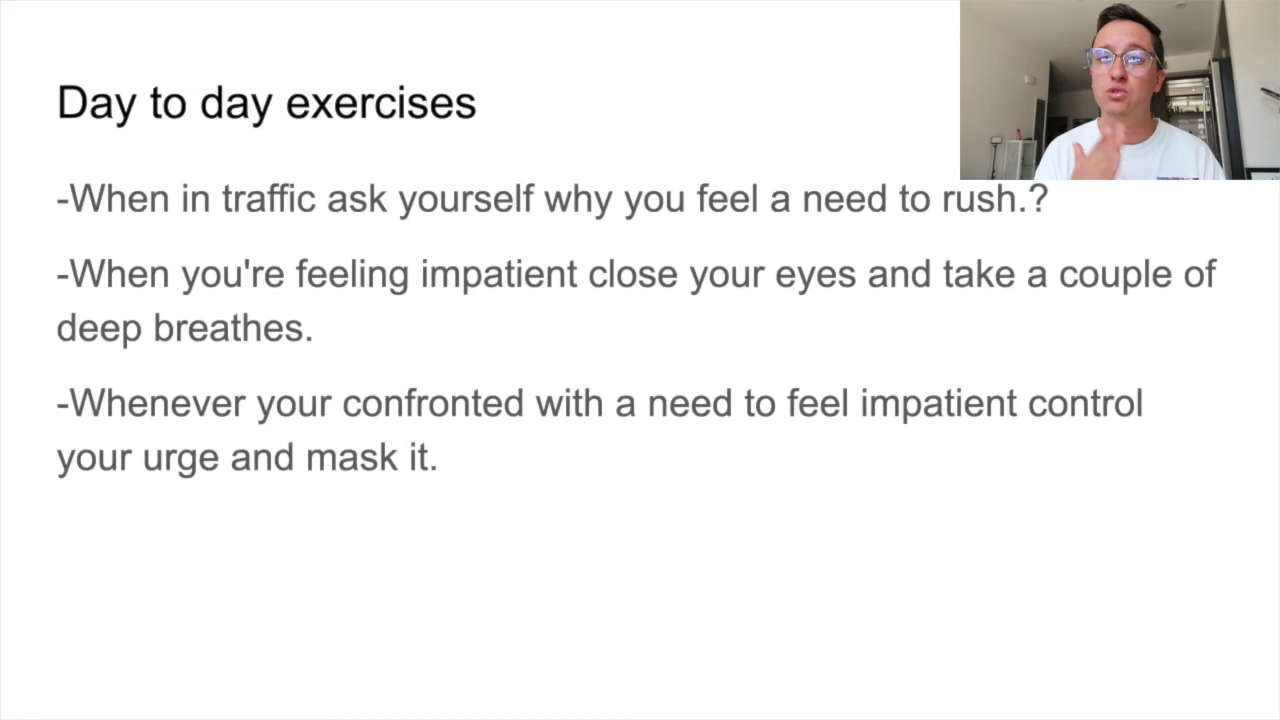 Day to day exercises
-When in traffic ask yourself why you feel a need to rush.?
-When you're feeling impatient close your eyes and take a couple of
deep breathes.
-Whenever your confronted with a need to feel impatient control
your urge and mask it.